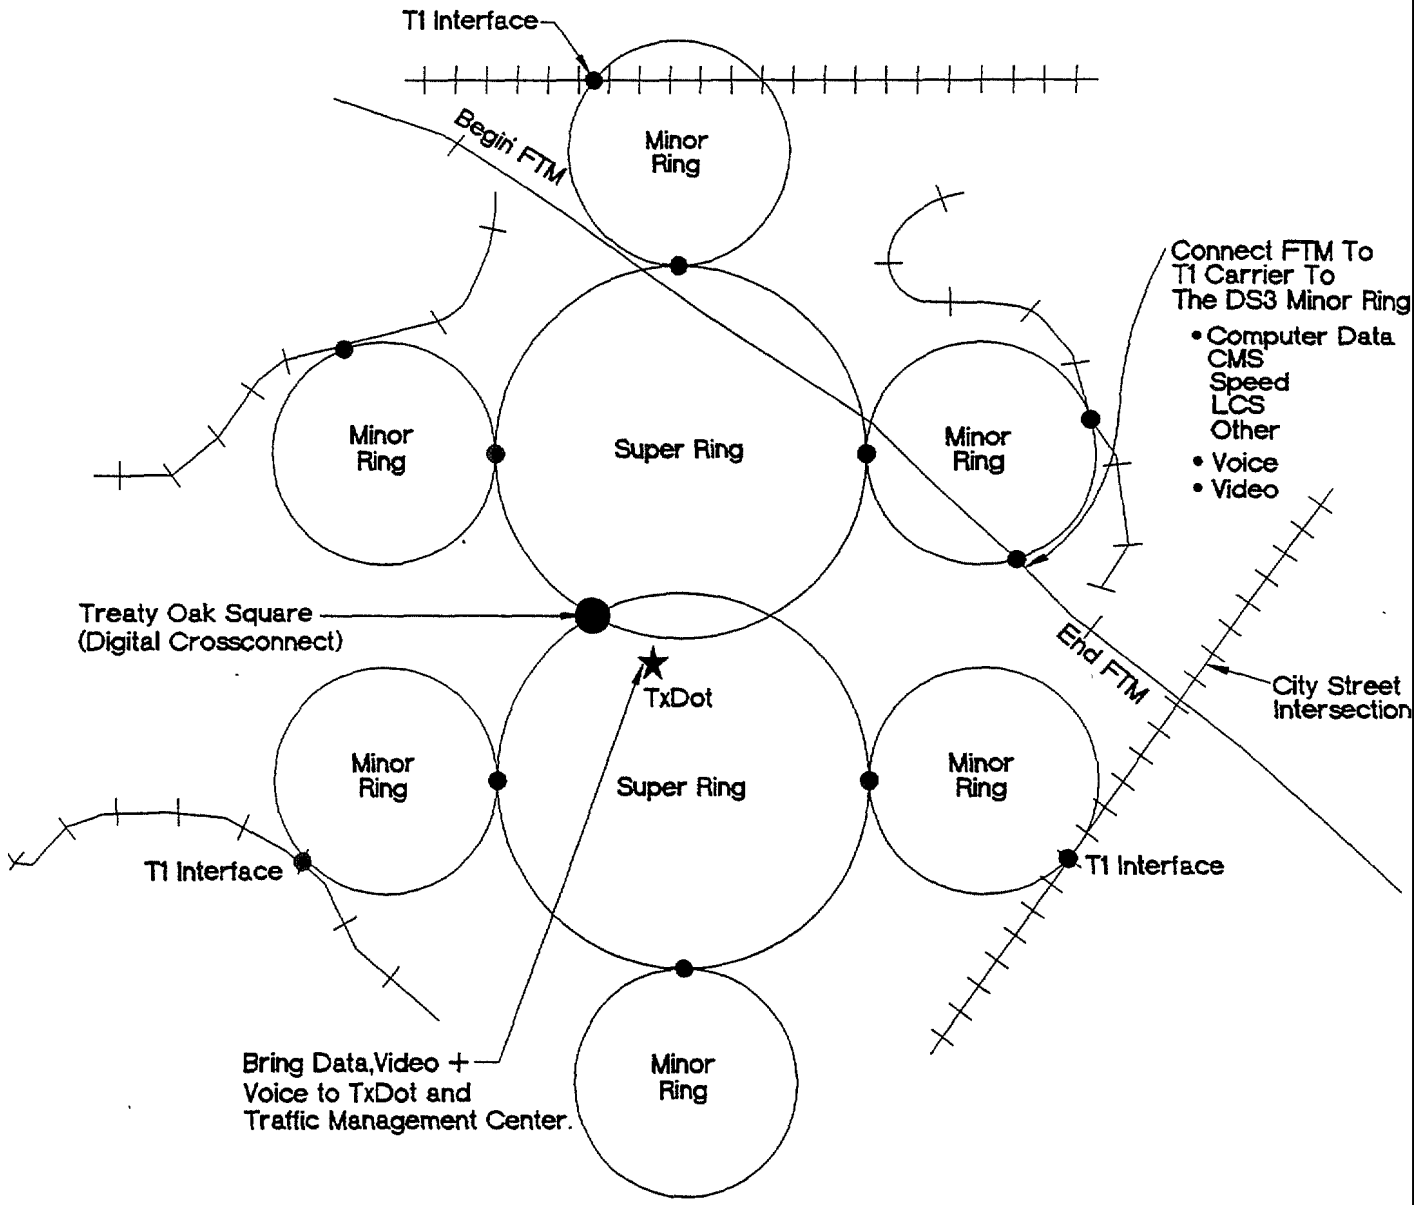 T1 Interface
Minor
Ring
Begin FTM
Connect FTM To
T1 Carrier To
The DS3 Minor Ring
• Computer Data
CMS
Speed
LCS
Other
• Voice
• Video
Minor
Ring
Super Ring
Minor
Ring
Treaty Oak Square
(Digital Crossconnect)
TxDot
End FTM
City Street
Intersection
Minor
Ring
Super Ring
Minor
Ring
T1 Interface
T1 Interface
Bring Data,Video +
Voice to TxDot and
Traffic Management Center.
Minor
Ring